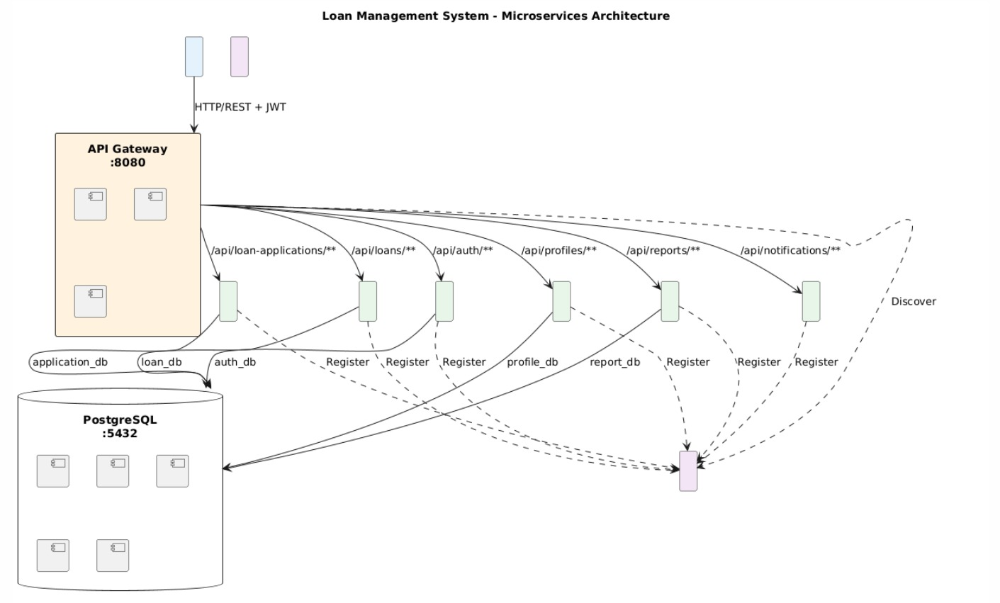 Loan Management System - Microservices Architecture
HTTP/REST + JWT
API Gateway
:8080
/api/loan-applications/**
/api/loans/**
/api/auth/**
/api/profiles/**
/api/reports/**
/api/notifications/**
Discover
application_db
loan_db
auth_db
Register
Register
Register
profile_db
report_db
Register
Register
Register
PostgreSQL
:5432